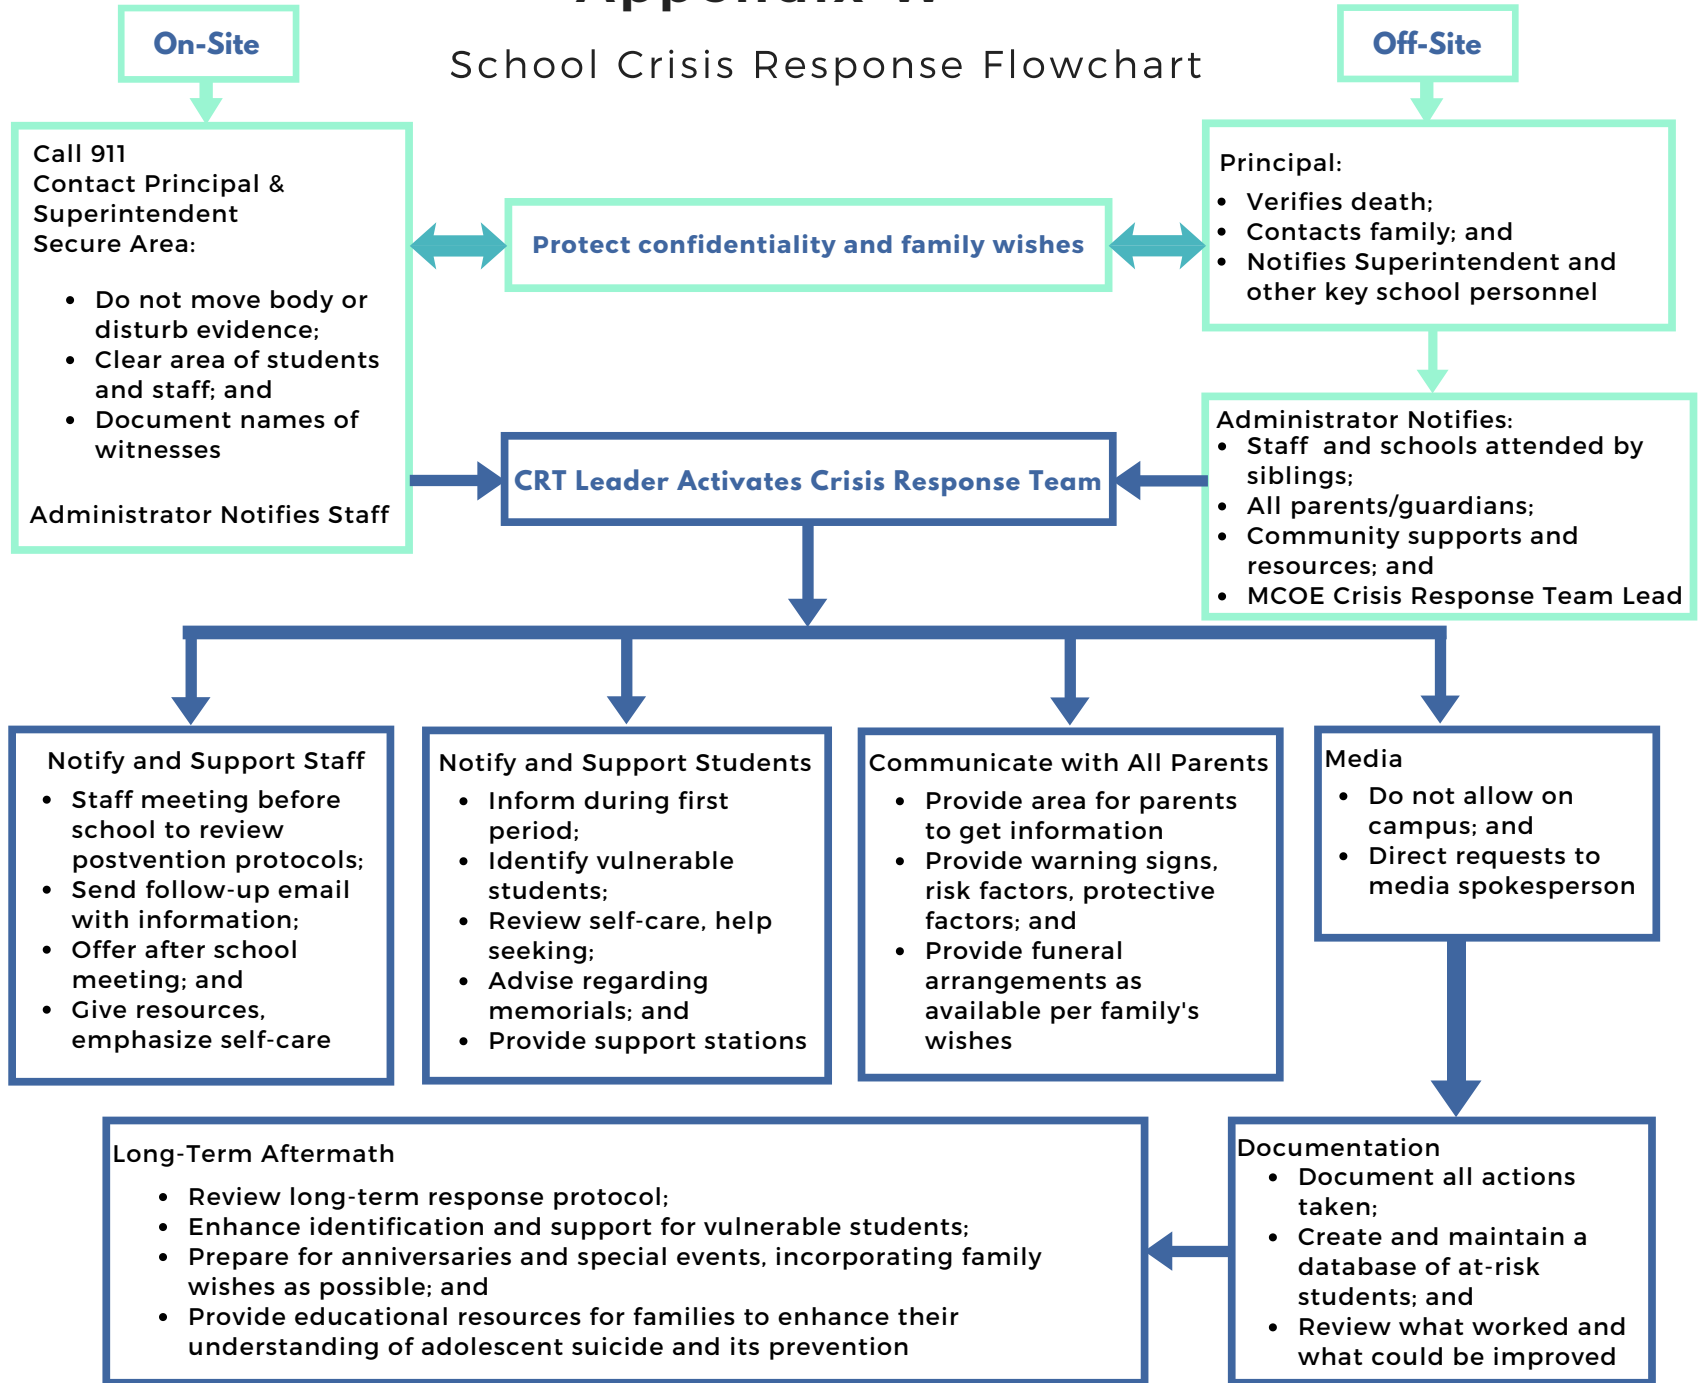 School Crisis Response Flowchart
On-Site
Off-Site
Call 911
Contact Principal &
Superintendent
Secure Area:
• Do not move body or
disturb evidence;
• Clear area of students
and staff; and
• Document names of
witnesses
Administrator Notifies Staff
Protect confidentiality and family wishes
Principal:
• Verifies death;
• Contacts family; and
• Notifies Superintendent and
other key school personnel
Administrator Notifies:
• Staff and schools attended by
siblings;
• All parents/guardians;
• Community supports and
resources; and
• MCOE Crisis Response Team Lead
CRT Leader Activates Crisis Response Team
Notify and Support Staff
• Staff meeting before
school to review
postvention protocols;
• Send follow-up email
with information;
• Offer after school
meeting; and
• Give resources,
emphasize self-care
Notify and Support Students
• Inform during first
period;
• Identify vulnerable
students;
• Review self-care, help
seeking;
• Advise regarding
memorials; and
• Provide support stations
Communicate with All Parents
• Provide area for parents
to get information
• Provide warning signs,
risk factors, protective
factors; and
• Provide funeral
arrangements as
available per family's
wishes
Media
• Do not allow on
campus; and
• Direct requests to
media spokesperson
Documentation
• Document all actions
taken;
• Create and maintain a
database of at-risk
students; and
• Review what worked and
what could be improved
Long-Term Aftermath
• Review long-term response protocol;
• Enhance identification and support for vulnerable students;
• Prepare for anniversaries and special events, incorporating family
wishes as possible; and
• Provide educational resources for families to enhance their
understanding of adolescent suicide and its prevention